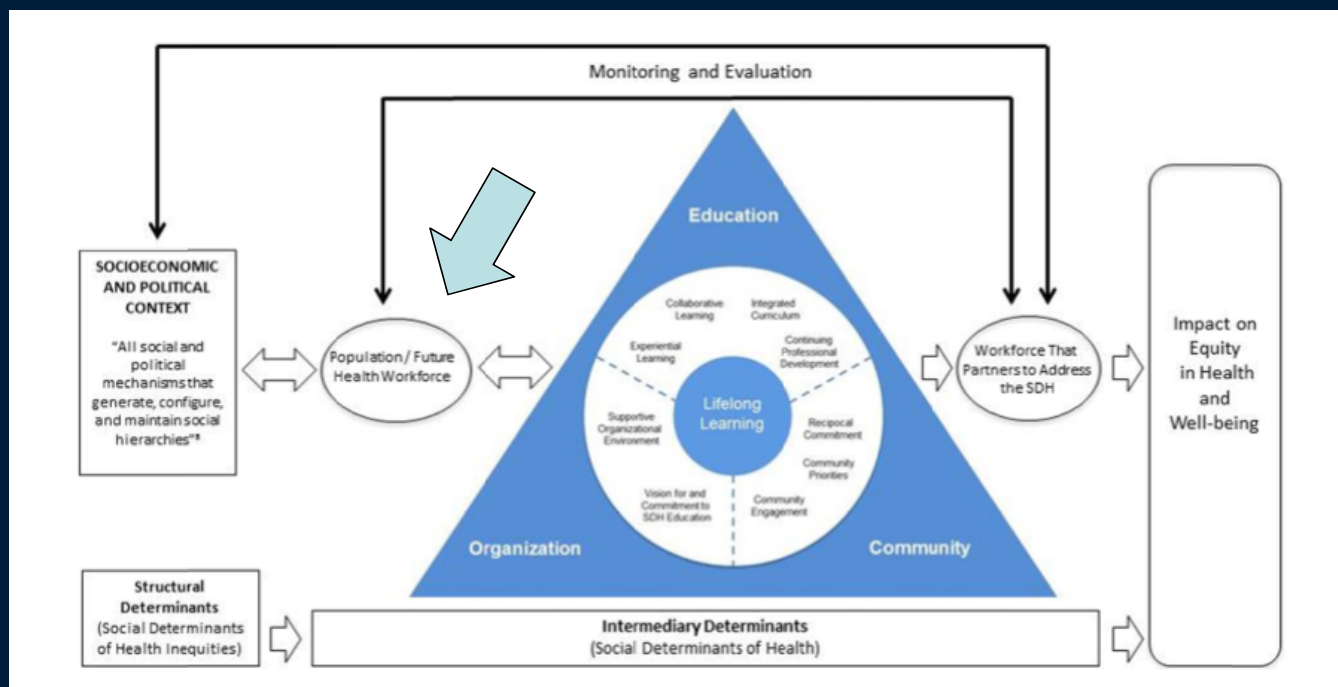 Monitoring and Evaluation
SOCIOECONOMIC
AND POLITICAL
CONTEXT
"All social and
political
mechanisms that
generate, configure,
and maintain social
hierarchies"⁸
Population / Future
Health Workforce
Education
Collaborative
Learning
Integrated
Curriculum
Experiential
Learning
Continuing
Professional
Development
Lifelong
Learning
Supportive
Organizational
Environment
Reciprocal
Commitment
Community
Priorities
Vision for and
Commitment to
SDH Education
Community
Engagement
Organization
Community
Workforce That
Partners to Address
the SDH
Impact on
Equity
in Health
and
Well-being
Structural
Determinants
(Social Determinants
of Health Inequities)
Intermediary Determinants
(Social Determinants of Health)